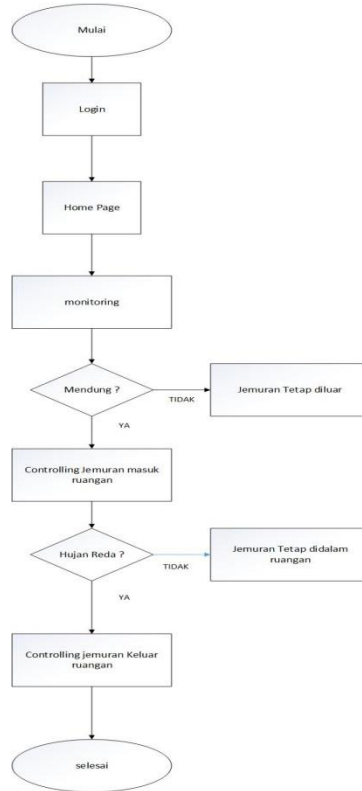 Mulai
Login
Home Page
monitoring
Mendung ?
TIDAK
Jemuran Tetap diluar
YA
Controlling Jemuran masuk
ruangan
Hujan Reda ?
TIDAK
Jemuran Tetap didalam
ruangan
YA
Controlling jemuran Keluar
ruangan
selesai